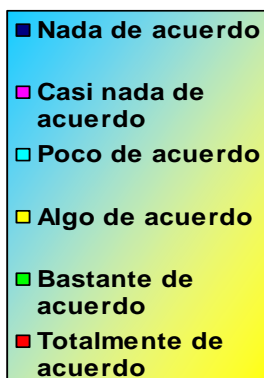 Nada de acuerdo
Casi nada de
acuerdo
Poco de acuerdo
Algo de acuerdo
Bastante de
acuerdo
Totalmente de
acuerdo